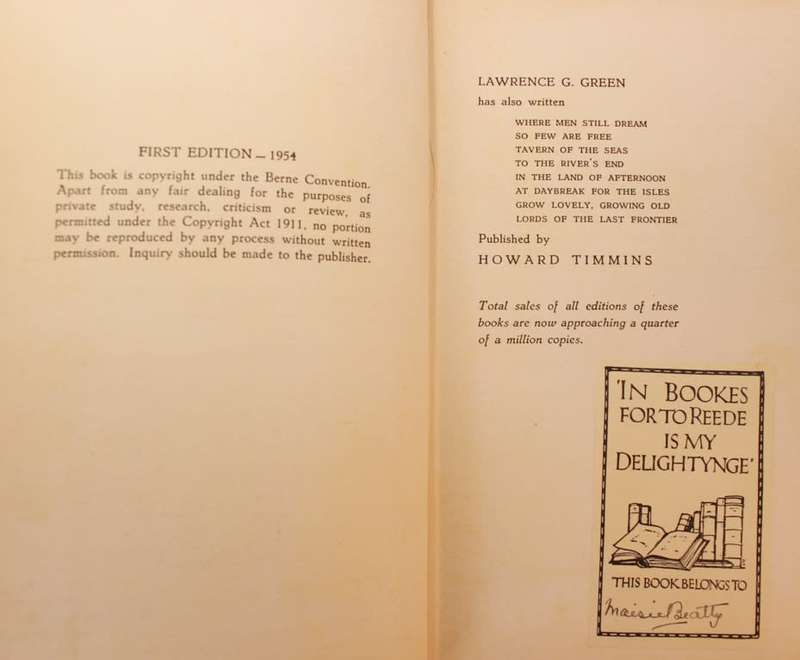 FIRST EDITION — 1954
This book is copyright under the Berne Convention.
Apart from any fair dealing for the purposes of
private study, research, criticism or review, as
permitted under the Copyright Act 1911, no portion
may be reproduced by any process without written
permission. Inquiry should be made to the publisher.
LAWRENCE G. GREEN
has also written
WHERE MEN STILL DREAM
SO FEW ARE FREE
TAVERN OF THE SEAS
TO THE RIVER'S END
IN THE LAND OF AFTERNOON
AT DAYBREAK FOR THE ISLES
GROW LOVELY, GROWING OLD
LORDS OF THE LAST FRONTIER
Published by
HOWARD TIMMINS
Total sales of all editions of these
books are now approaching a quarter
of a million copies.
'IN BOOKES
FOR TO REEDE
IS MY
DELIGHTYNGE'
THIS BOOK BELONGS TO
Maisie Beatty